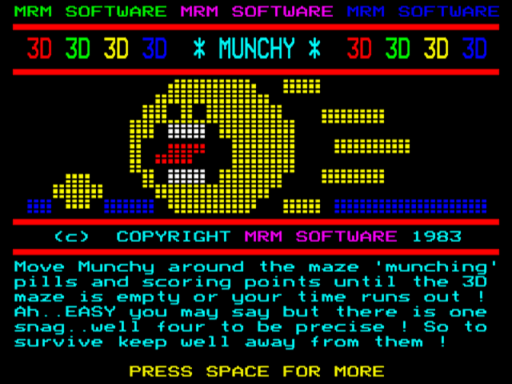 MRM SOFTWARE MRM SOFTWARE MRM SOFTWARE
3D 3D 3D 3D * MUNCHY * 3D 3D 3D 3D
(c) COPYRIGHT MRM SOFTWARE 1983
Move Munchy around the maze 'munching'
pills and scoring points until the 3D
maze is empty or your time runs out !
Ah..EASY you may say but there is one
snag..well four to be precise ! So to
survive keep well away from them !
PRESS SPACE FOR MORE